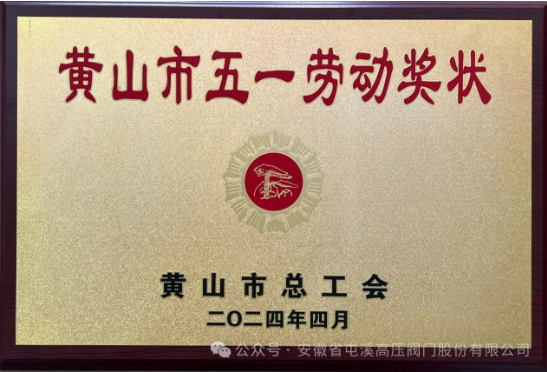 黄山市五一劳动奖状
黄山市总工会
二〇二四年四月
公众号·安徽省屯溪高压阀门股份有限公司